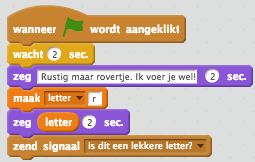 wanneer wordt aangeklikt
wacht 2 sec.
zeg Rustig maar rovertje. Ik voer je wel! 2 sec.
maak letter r
zeg letter 2 sec.
zend signaal Is dit een lekkere letter?